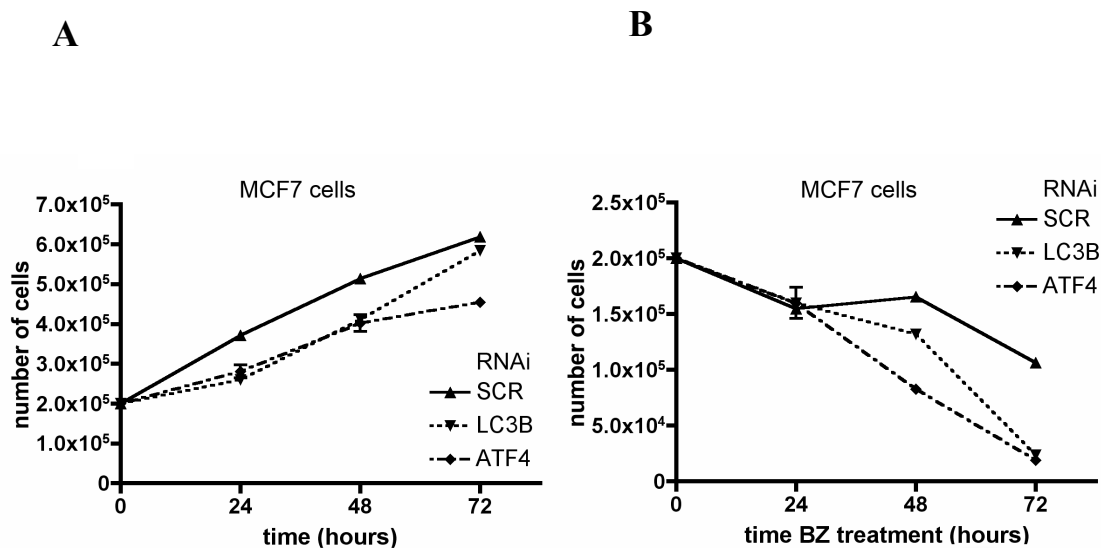 A
B
MCF7 cells
7.0x10⁵
6.0x10⁵
5.0x10⁵
4.0x10⁵
3.0x10⁵
2.0x10⁵
1.0x10⁵
0
number of cells
0 24 48 72
time (hours)
RNAi
SCR
LC3B
ATF4
MCF7 cells
2.5x10⁵
2.0x10⁵
1.5x10⁵
1.0x10⁵
5.0x10⁴
0
number of cells
0 24 48 72
time BZ treatment (hours)
RNAi
SCR
LC3B
ATF4